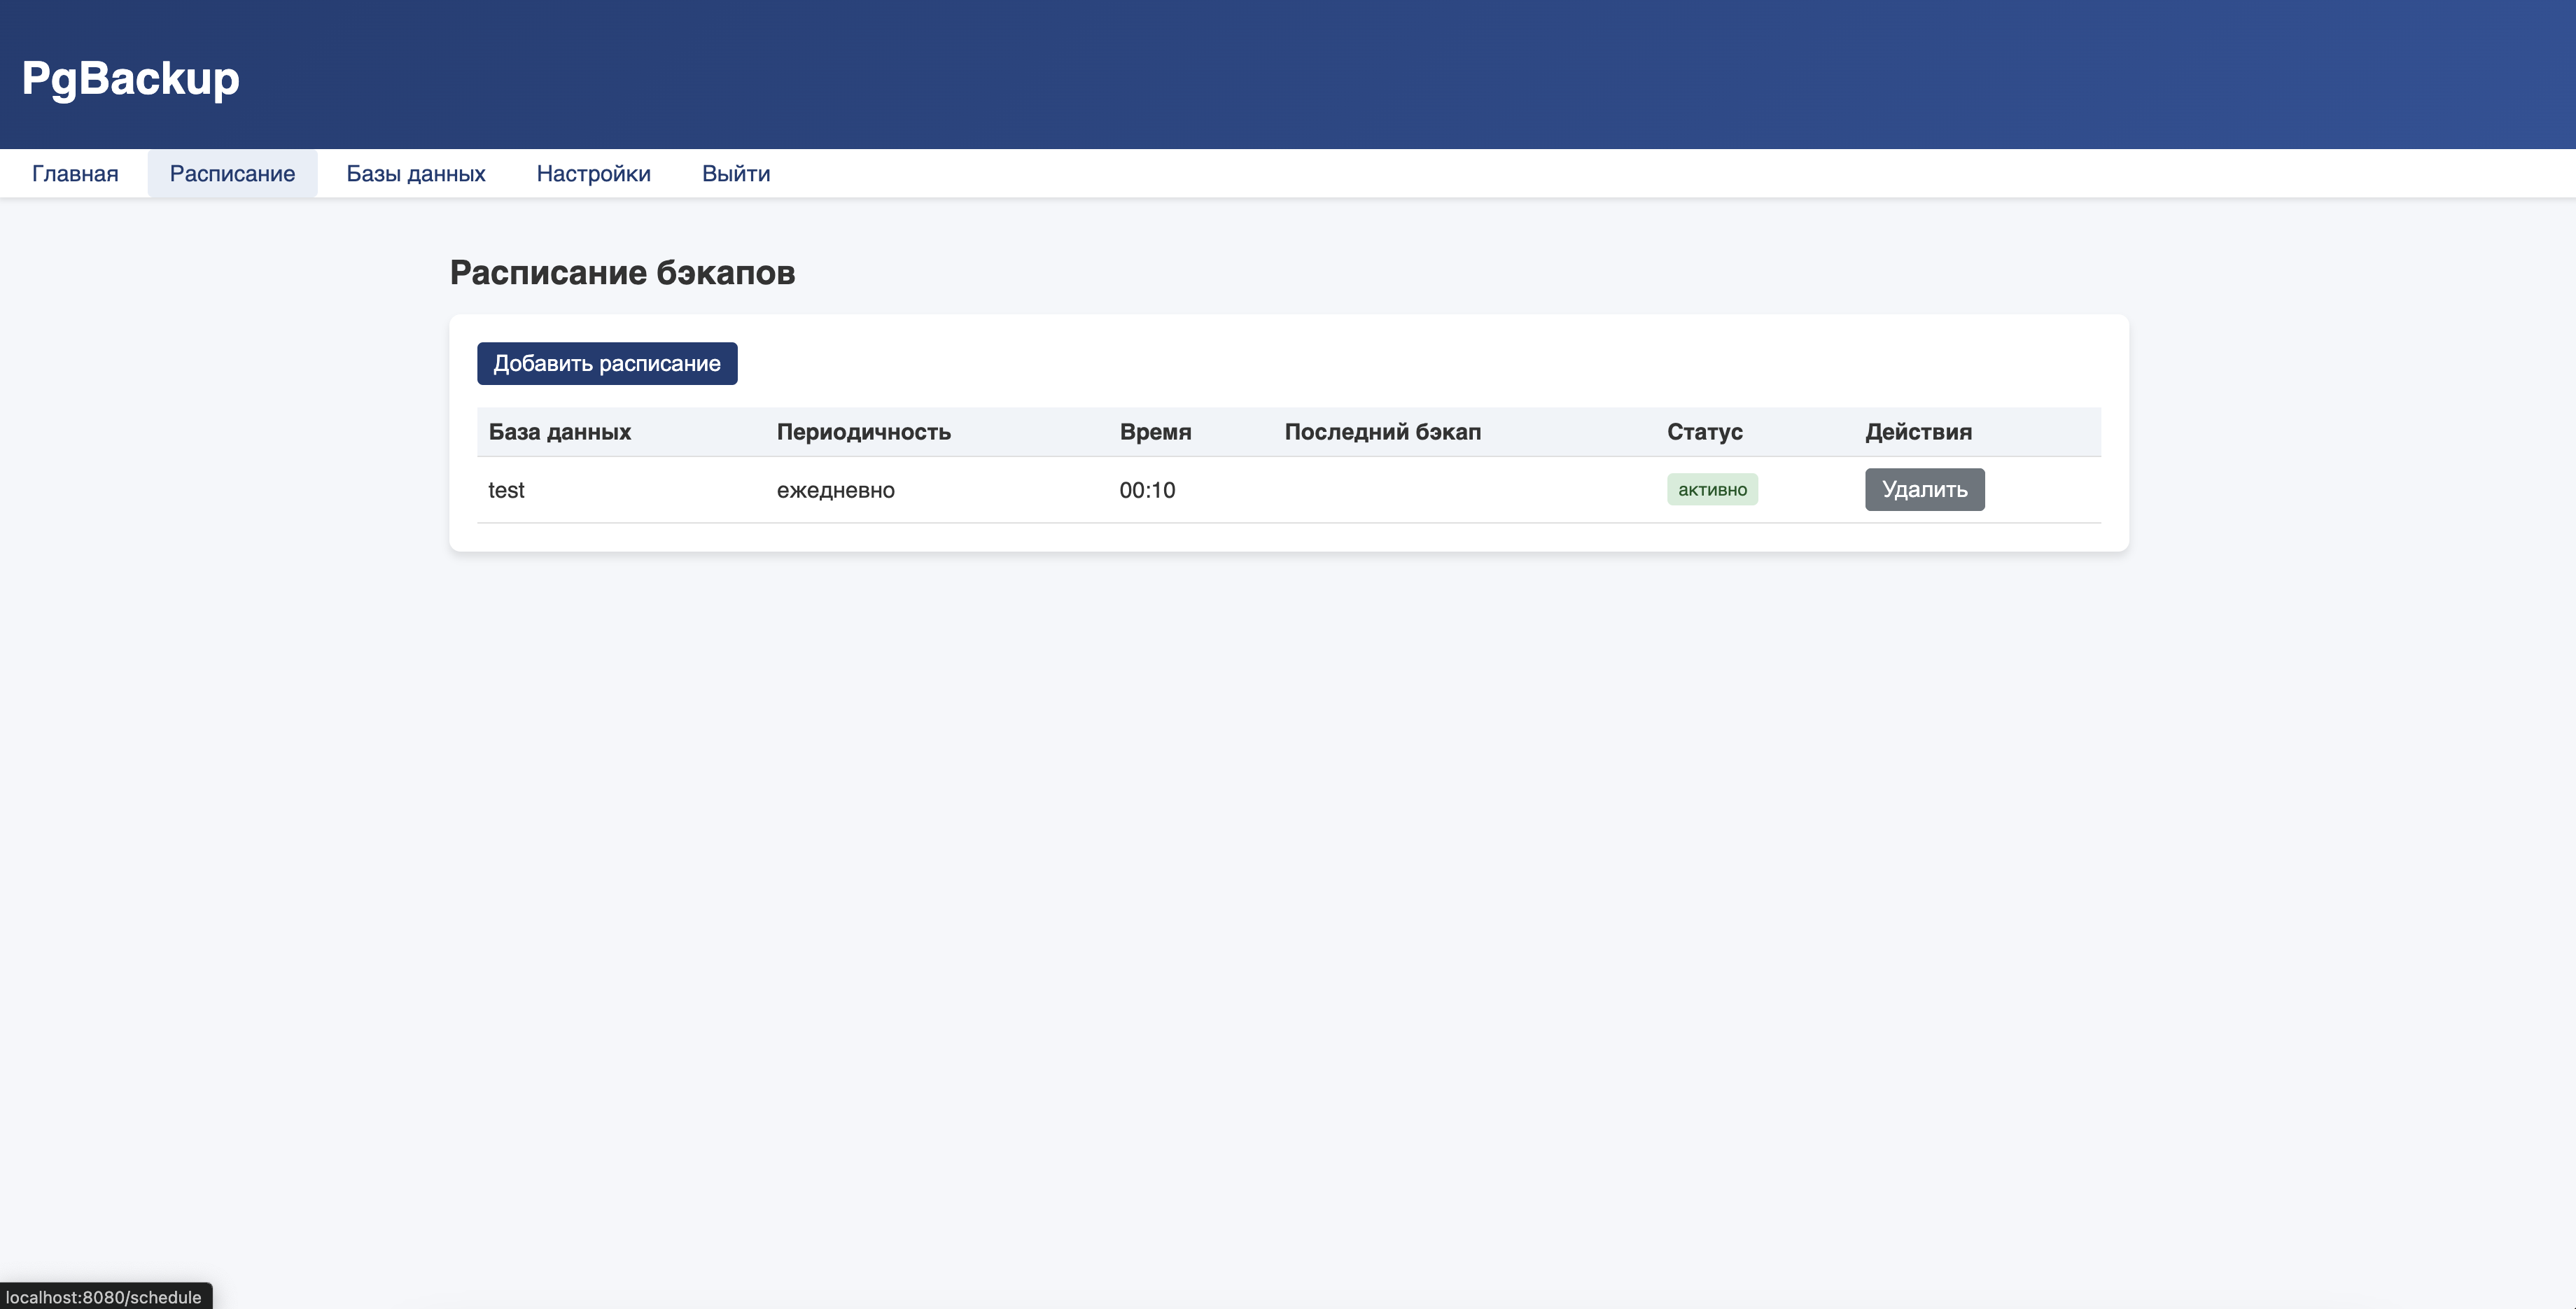 PgBackup
Главная Расписание Базы данных Настройки Выйти
Расписание бэкапов
Добавить расписание
База данных Периодичность Время Последний бэкап Статус Действия
test ежедневно 00:10 активно Удалить
localhost:8080/schedule